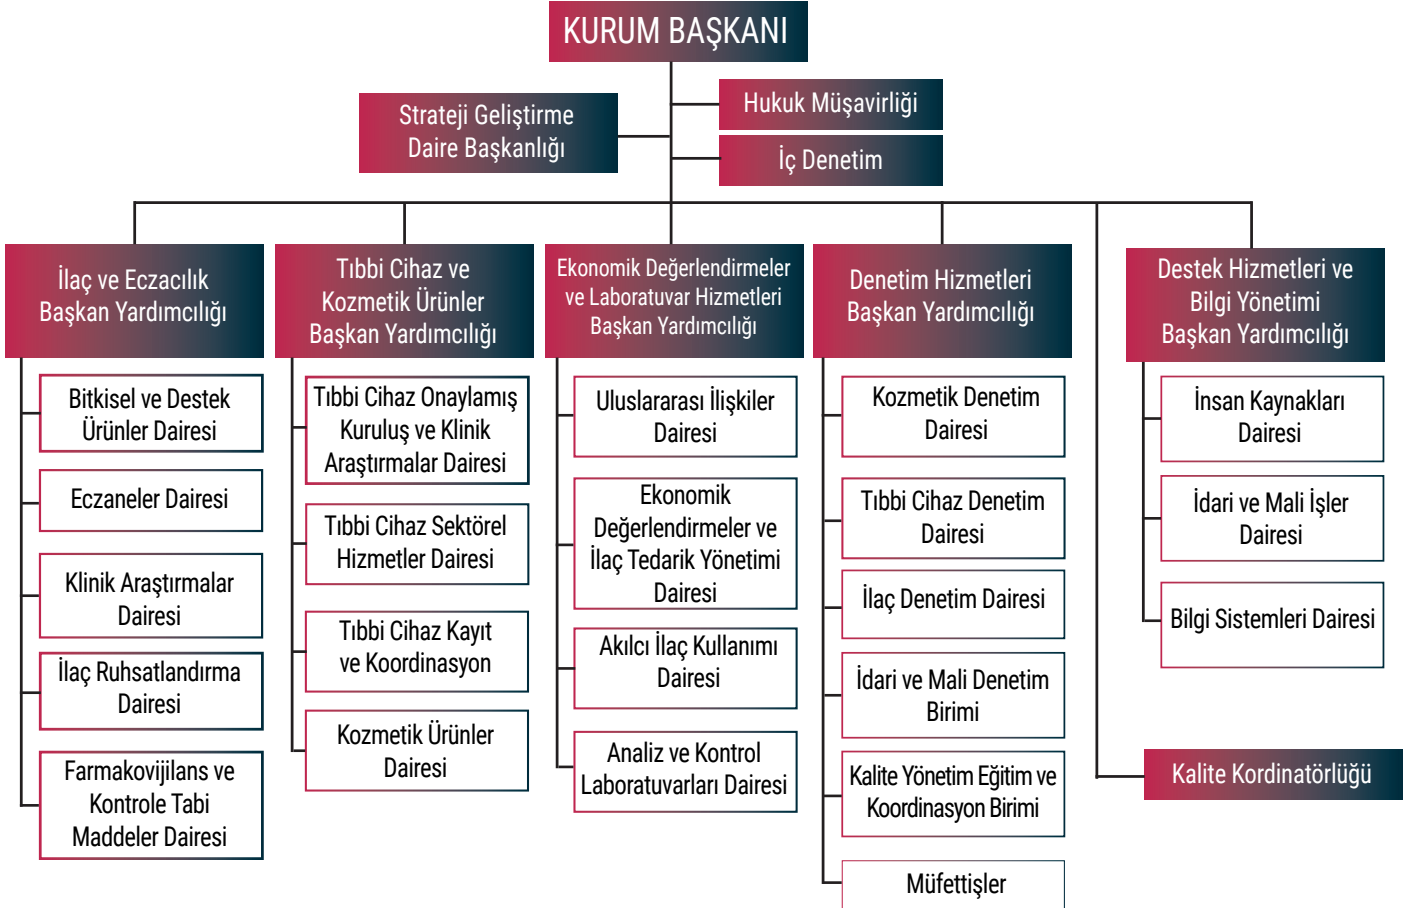 KURUM BAŞKANI
Strateji Geliştirme
Daire Başkanlığı
Hukuk Müşavirliği
İç Denetim
İlaç ve Eczacılık
Başkan Yardımcılığı
Bitkisel ve Destek
Ürünler Dairesi
Eczaneler Dairesi
Klinik Araştırmalar
Dairesi
İlaç Ruhsatlandırma
Dairesi
Farmakovijilans ve
Kontrole Tabi
Maddeler Dairesi
Tıbbi Cihaz ve
Kozmetik Ürünler
Başkan Yardımcılığı
Tıbbi Cihaz Onaylamış
Kuruluş ve Klinik
Araştırmalar Dairesi
Tıbbi Cihaz Sektörel
Hizmetler Dairesi
Tıbbi Cihaz Kayıt
ve Koordinasyon
Kozmetik Ürünler
Dairesi
Ekonomik Değerlendirmeler
ve Laboratuvar Hizmetleri
Başkan Yardımcılığı
Uluslararası İlişkiler
Dairesi
Ekonomik
Değerlendirmeler ve
İlaç Tedarik Yönetimi
Dairesi
Akılcı İlaç Kullanımı
Dairesi
Analiz ve Kontrol
Laboratuvarları Dairesi
Denetim Hizmetleri
Başkan Yardımcılığı
Kozmetik Denetim
Dairesi
Tıbbi Cihaz Denetim
Dairesi
İlaç Denetim Dairesi
İdari ve Mali Denetim
Birimi
Kalite Yönetim Eğitim ve
Koordinasyon Birimi
Müfettişler
Destek Hizmetleri ve
Bilgi Yönetimi
Başkan Yardımcılığı
İnsan Kaynakları
Dairesi
İdari ve Mali İşler
Dairesi
Bilgi Sistemleri Dairesi
Kalite Kordinatörlüğü